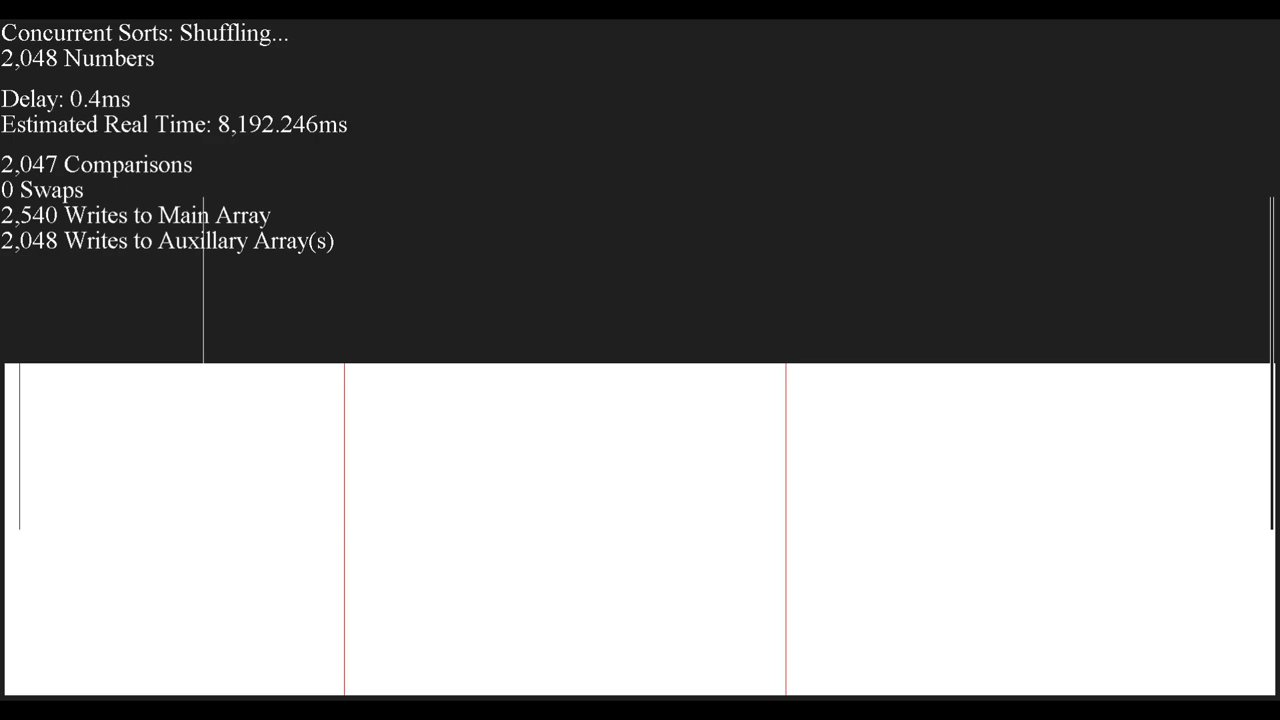 Concurrent Sorts: Shuffling...
2,048 Numbers
Delay: 0.4ms
Estimated Real Time: 8,192.246ms
2,047 Comparisons
0 Swaps
2,540 Writes to Main Array
2,048 Writes to Auxillary Array(s)